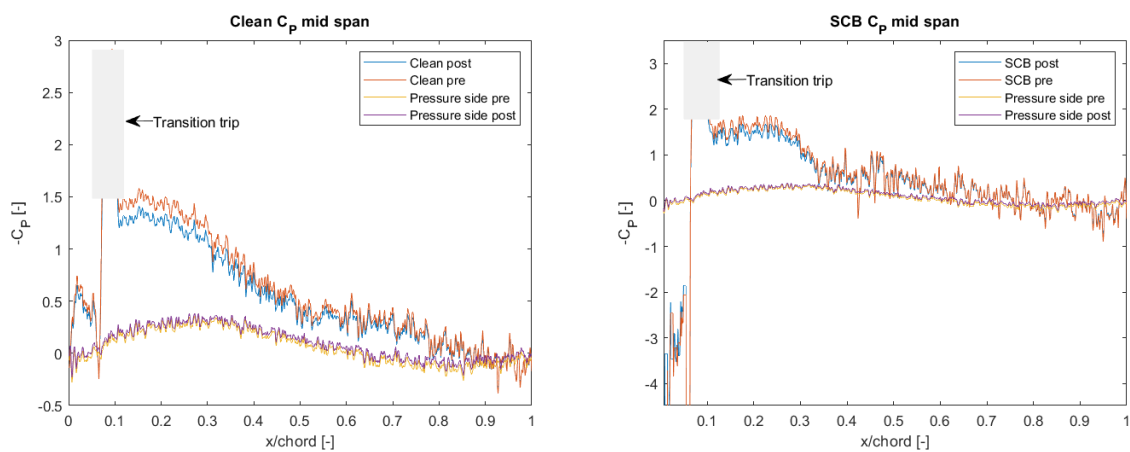 Clean C_P mid span
3
2.5
2
1.5
1
0.5
0
-0.5
-C_P [-]
0 0.1 0.2 0.3 0.4 0.5 0.6 0.7 0.8 0.9 1
x/chord [-]
Transition trip
Clean post
Clean pre
Pressure side pre
Pressure side post
SCB C_P mid span
3
2
1
0
-1
-2
-3
-4
-C_P [-]
0.1 0.2 0.3 0.4 0.5 0.6 0.7 0.8 0.9 1
x/chord [-]
Transition trip
SCB post
SCB pre
Pressure side pre
Pressure side post